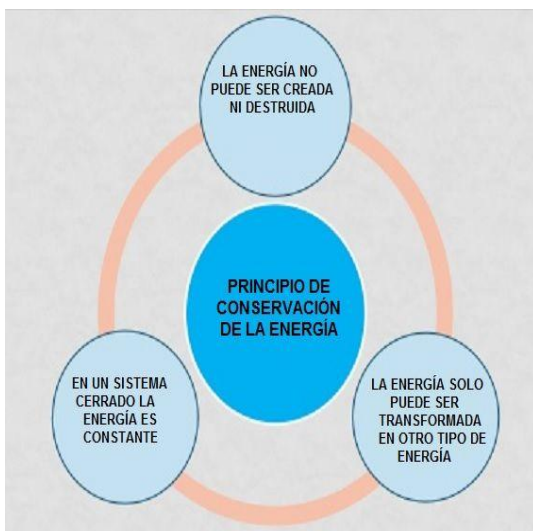 LA ENERGÍA NO
PUEDE SER CREADA
NI DESTRUIDA
PRINCIPIO DE
CONSERVACIÓN
DE LA ENERGÍA
EN UN SISTEMA
CERRADO LA
ENERGÍA ES
CONSTANTE
LA ENERGÍA SOLO
PUEDE SER
TRANSFORMADA
EN OTRO TIPO DE
ENERGÍA